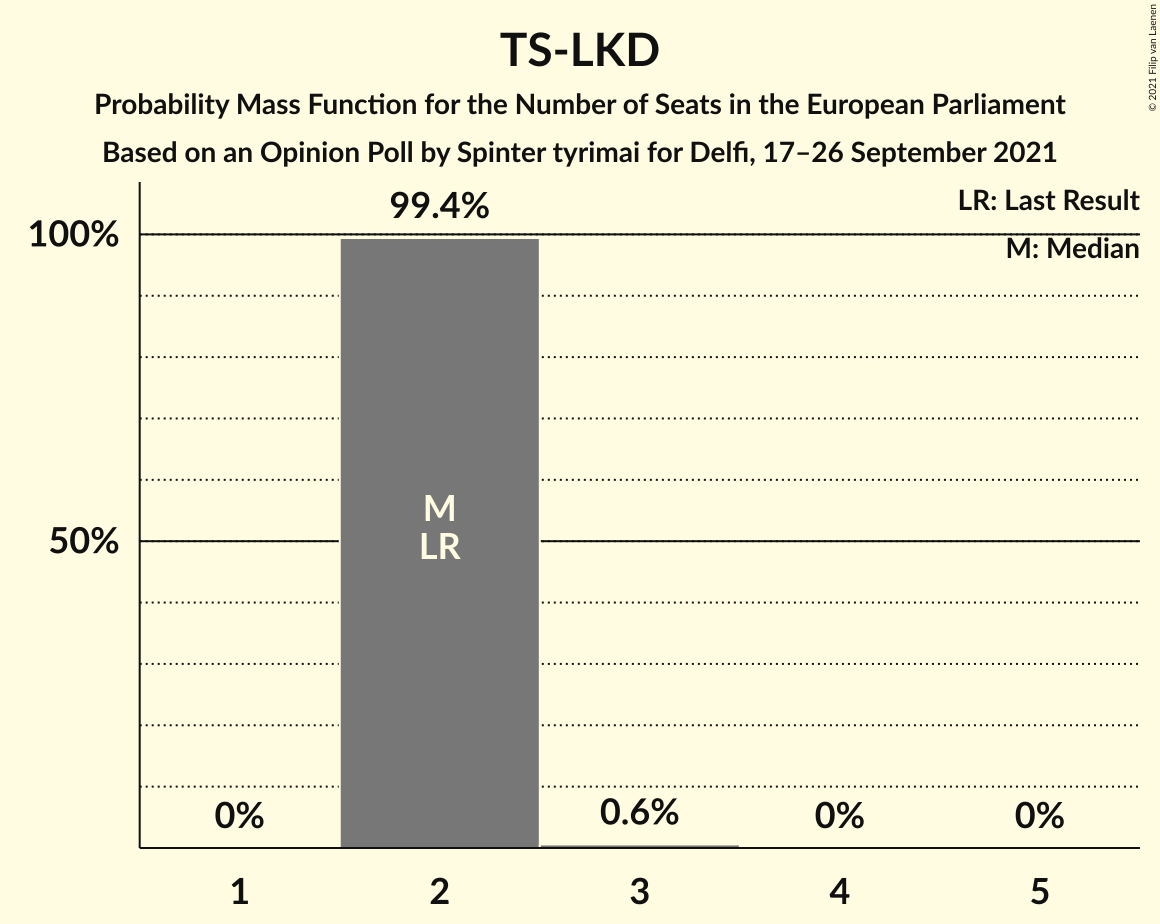 TS-LKD
Probability Mass Function for the Number of Seats in the European Parliament
Based on an Opinion Poll by Spinter tyrimai for Delfi, 17–26 September 2021
© 2021 Filip van Laenen
LR: Last Result
M: Median
100%
50%
0%
99.4%
0.6%
0%
0%
M
LR
1
2
3
4
5